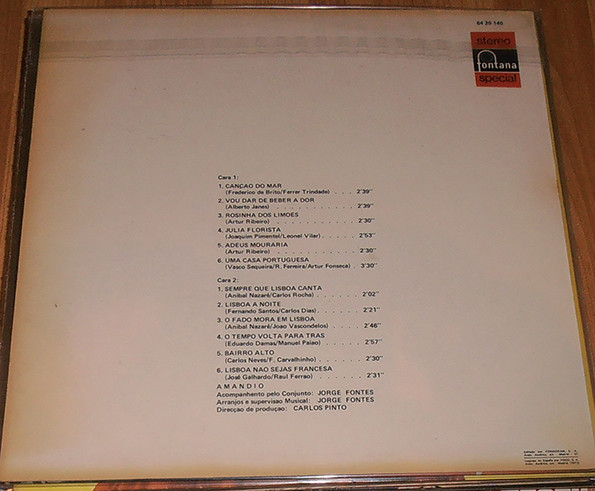 64 29 140
stereo
fontana
special
Cara 1:
1. CANÇAO DO MAR
(Frederico de Brito/Ferrer Trindade) . . . 2'39"
2. VOU DAR DE BEBER A DOR
(Alberto Janes) . . . . . . . . . . . 2'39"
3. ROSINHA DOS LIMOES
(Artur Ribeiro) . . . . . . . . . . . 2'30"
4. JULIA FLORISTA
(Joaquim Pimentel/Leonel Vilar) . . . . . 2'53"
5. ADEUS MOURARIA
(Artur Ribeiro) . . . . . . . . . . . 2'30"
6. UMA CASA PORTUGUESA
(Vasco Sequeira/R. Ferreira/Artur Fonseca) . 3'30"
Cara 2:
1. SEMPRE QUE LISBOA CANTA
(Anibal Nazaré/Carlos Rocha) . . . . . . 2'02"
2. LISBOA A NOITE
(Fernando Santos/Carlos Dias) . . . . . . 2'21"
3. O FADO MORA EM LISBOA
(Anibal Nazaré/Joao Vasconcelos) . . . . 2'46"
4. O TEMPO VOLTA PARA TRAS
(Eduardo Damas/Manuel Paiao) . . . . . 2'57"
5. BAIRRO ALTO
(Carlos Neves/F. Carvalhinho) . . . . . . 2'30"
6. LISBOA NAO SEJAS FRANCESA
(José Galhardo/Raul Ferrao) . . . . . . 2'31"
AMANDIO
Acompanhamento pelo Conjunto: JORGE FONTES
Arranjos e supervisao Musical: JORGE FONTES
Direcçao de produçao: CARLOS PINTO